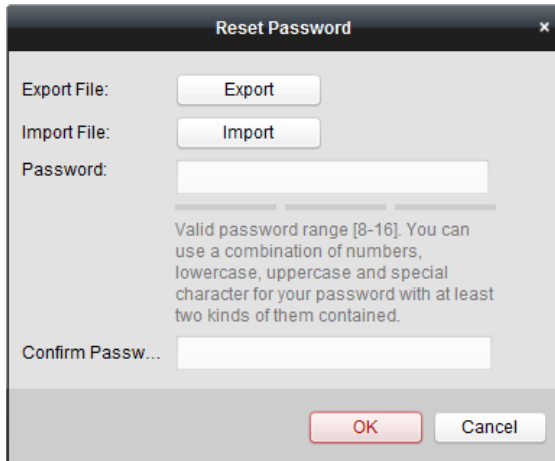 Reset Password ×
Export File: Export
Import File: Import
Password:
Valid password range [8-16]. You can
use a combination of numbers,
lowercase, uppercase and special
character for your password with at least
two kinds of them contained.
Confirm Passw...
OK Cancel